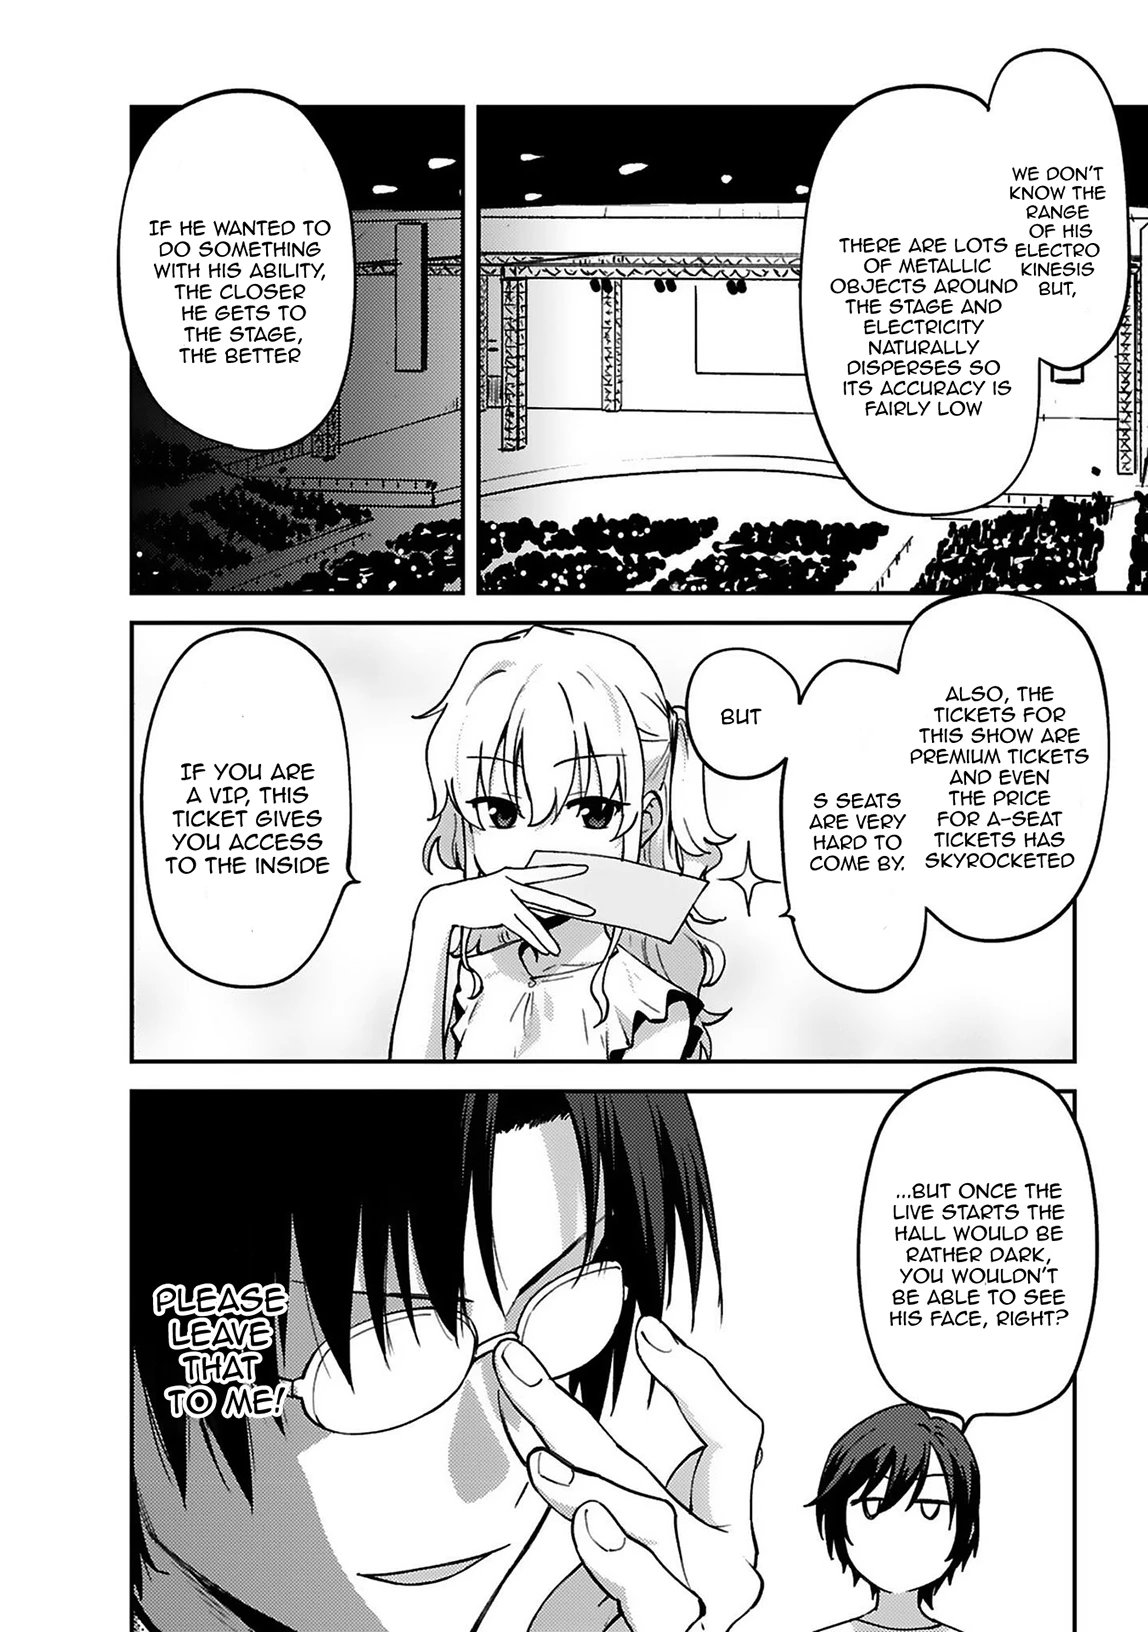 WE DON'T
KNOW THE
RANGE
OF HIS
ELECTRO
KINESIS
BUT,
THERE ARE LOTS
OF METALLIC
OBJECTS AROUND
THE STAGE AND
ELECTRICITY
NATURALLY
DISPERSES SO
ITS ACCURACY IS
FAIRLY LOW
IF HE WANTED TO
DO SOMETHING
WITH HIS ABILITY,
THE CLOSER
HE GETS TO
THE STAGE,
THE BETTER
ALSO, THE
TICKETS FOR
THIS SHOW ARE
PREMIUM TICKETS
AND EVEN
THE PRICE
FOR A-SEAT
TICKETS HAS
SKYROCKETED
S SEATS
ARE VERY
HARD TO
COME BY.
BUT
IF YOU ARE
A VIP, THIS
TICKET GIVES
YOU ACCESS
TO THE INSIDE
...BUT ONCE THE
LIVE STARTS THE
HALL WOULD BE
RATHER DARK,
YOU WOULDN'T
BE ABLE TO SEE
HIS FACE, RIGHT?
PLEASE
LEAVE
THAT
TO ME!